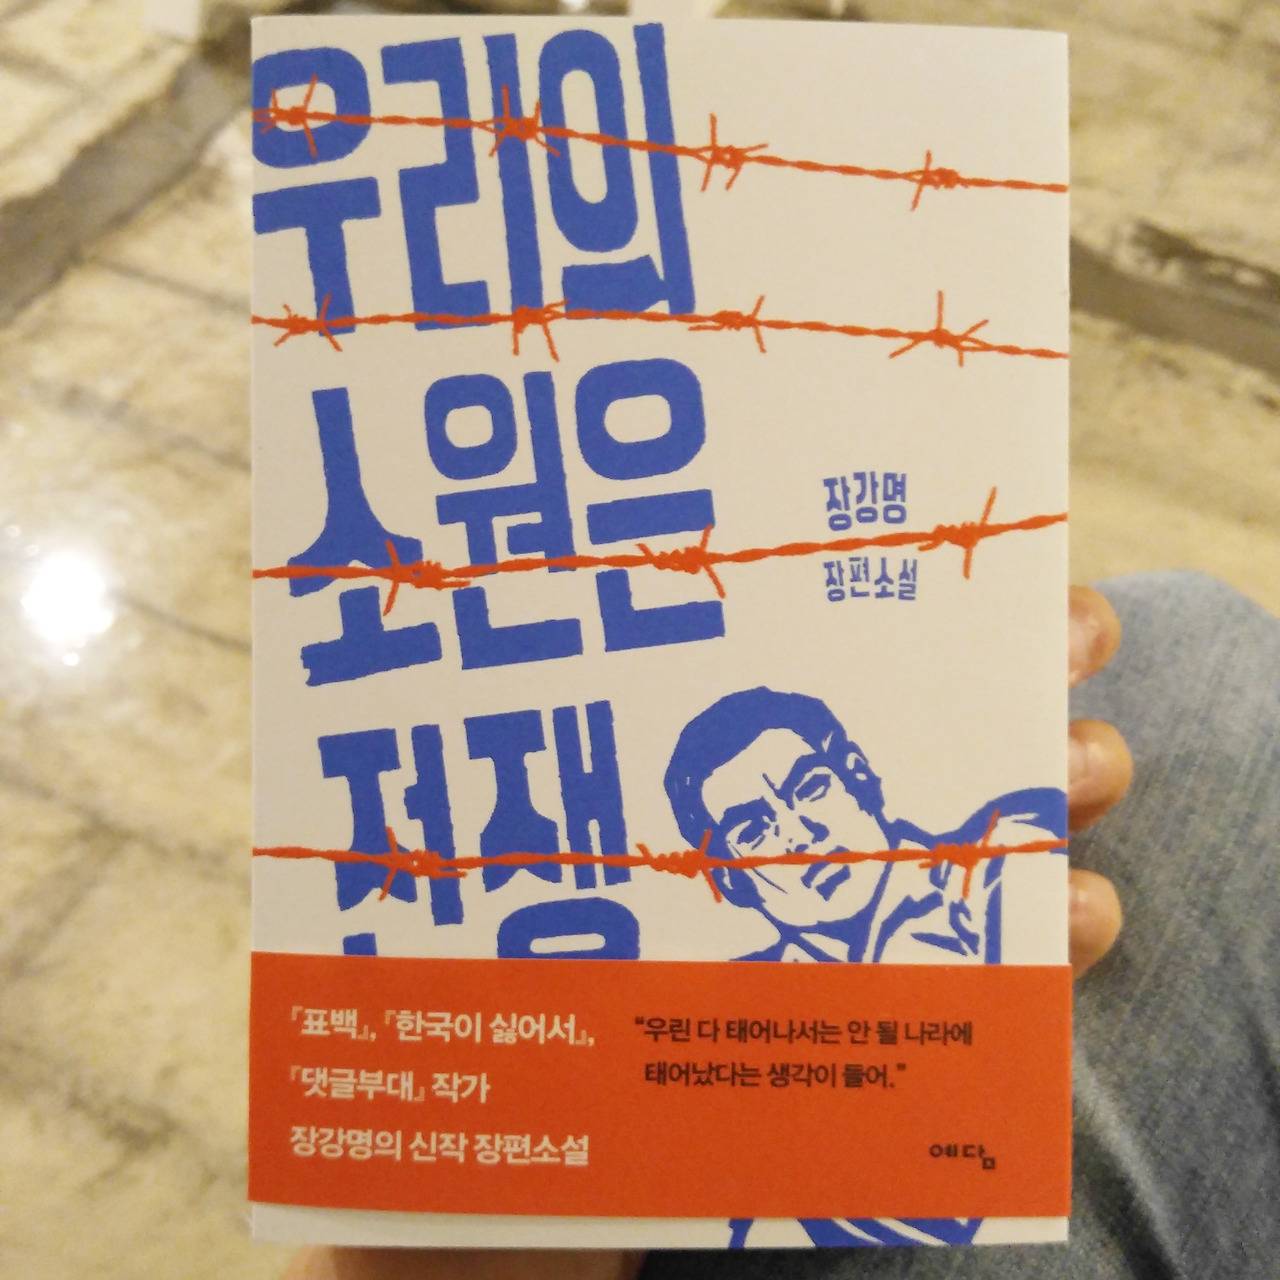 우리의
소원은
전쟁
장강명
장편소설
『표백』, 『한국이 싫어서』,
『댓글부대』 작가
장강명의 신작 장편소설
“우린 다 태어나서는 안 될 나라에
태어났다는 생각이 들어.”
예담